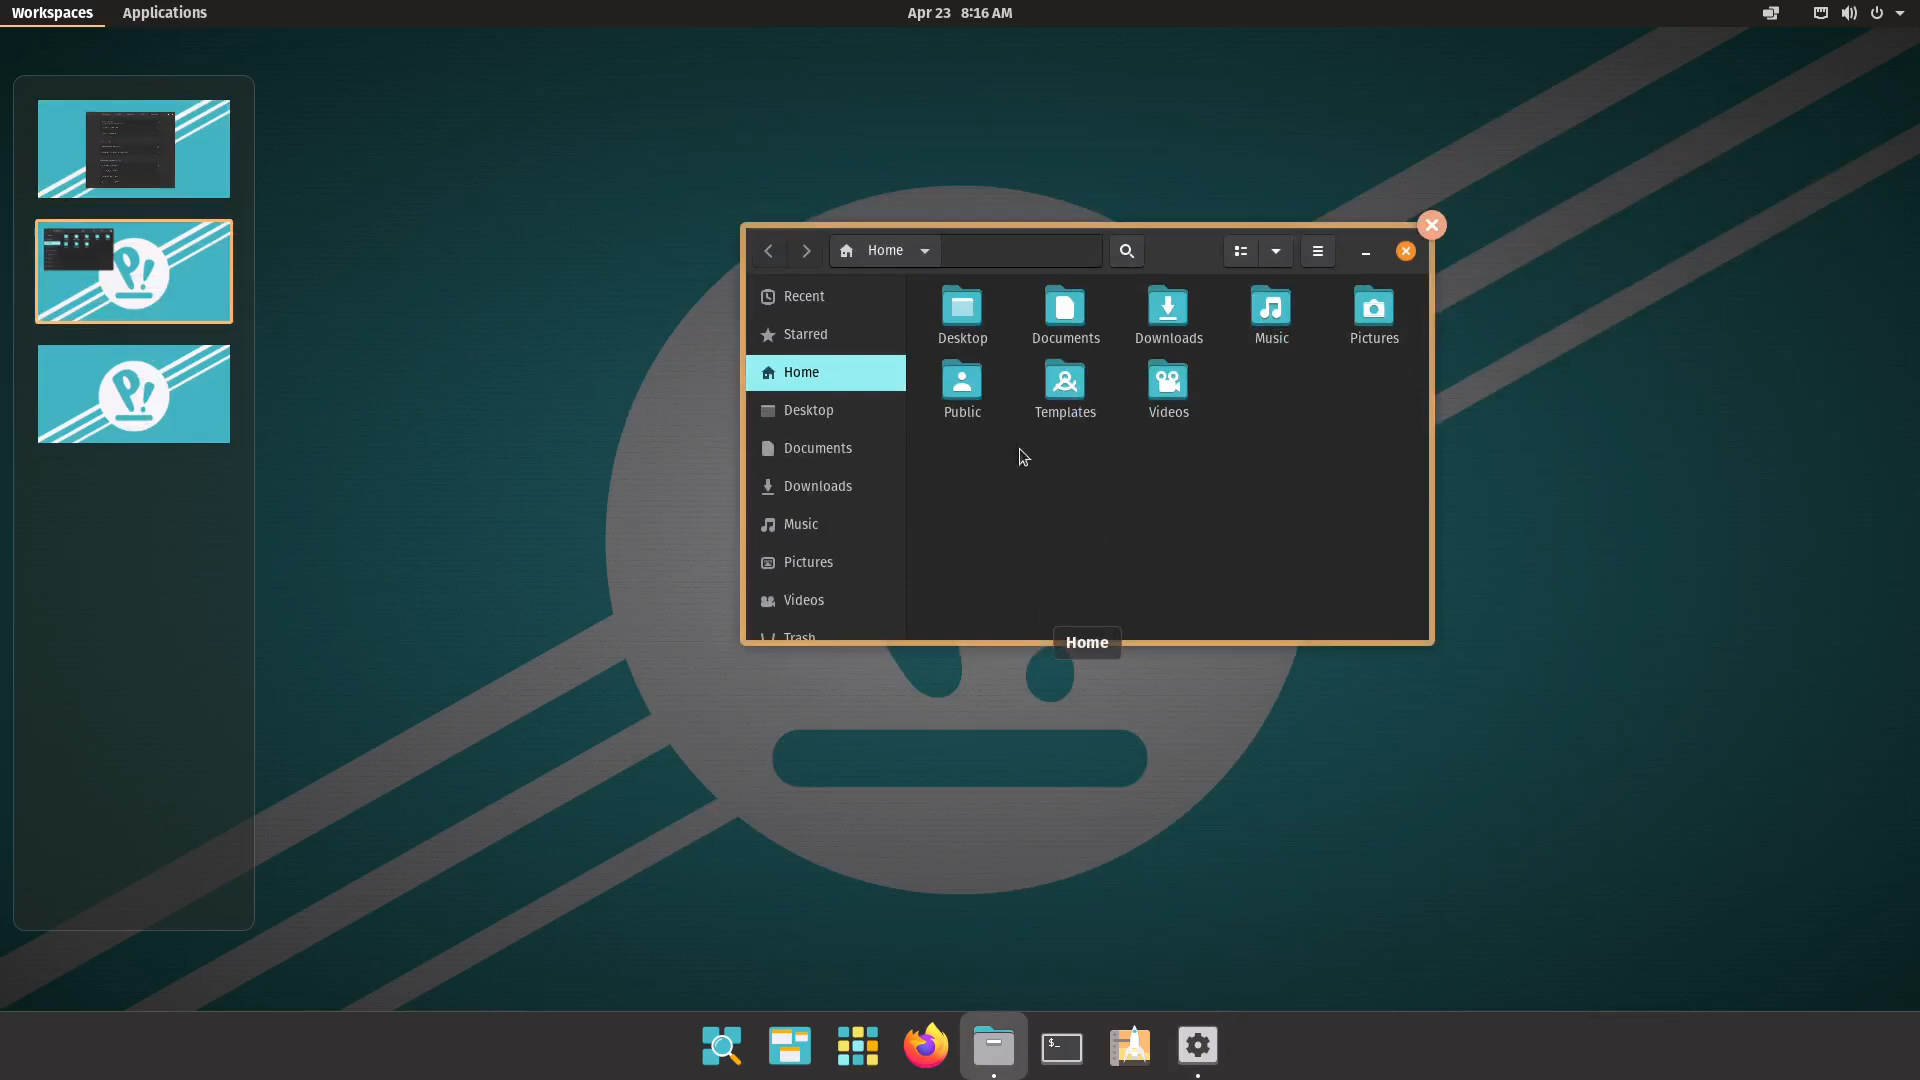 Workspaces
Applications
Apr 23 8:16 AM
Home
Recent
Starred
Home
Desktop
Documents
Downloads
Music
Pictures
Videos
Trash
Desktop
Documents
Downloads
Music
Pictures
Public
Templates
Videos
Home
$_